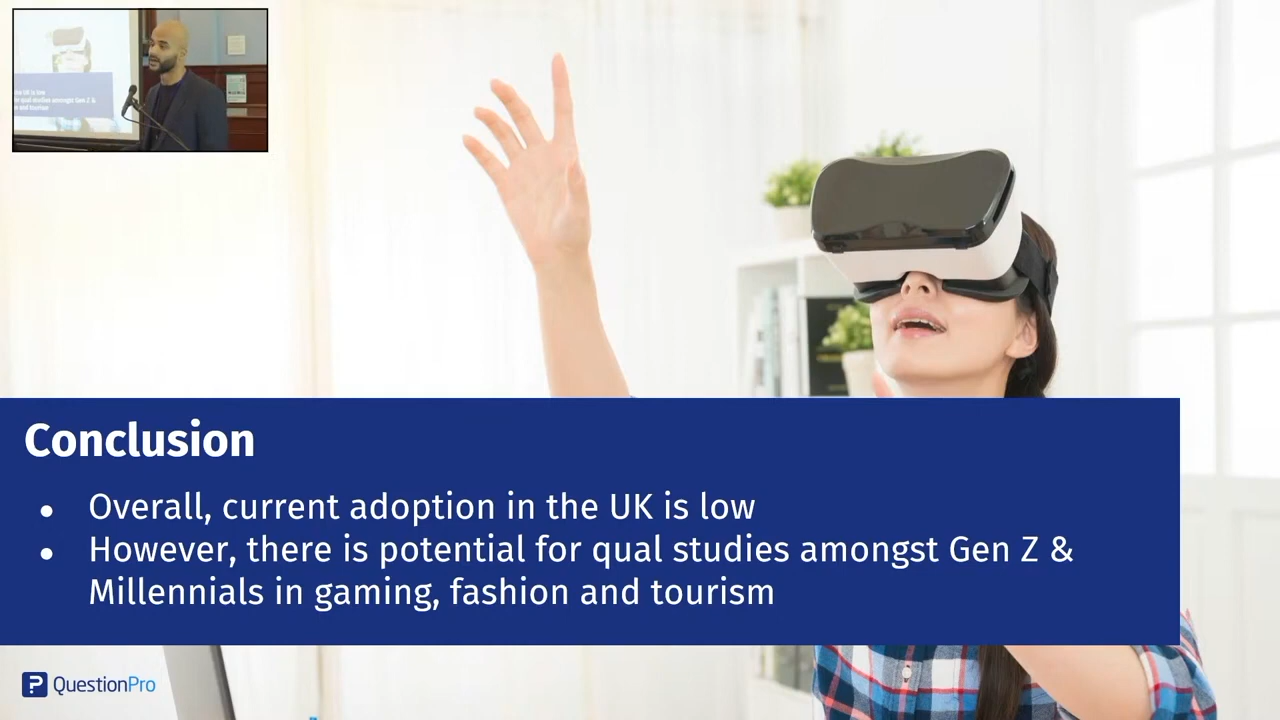 Conclusion
● Overall, current adoption in the UK is low
● However, there is potential for qual studies amongst Gen Z &
Millennials in gaming, fashion and tourism
QuestionPro